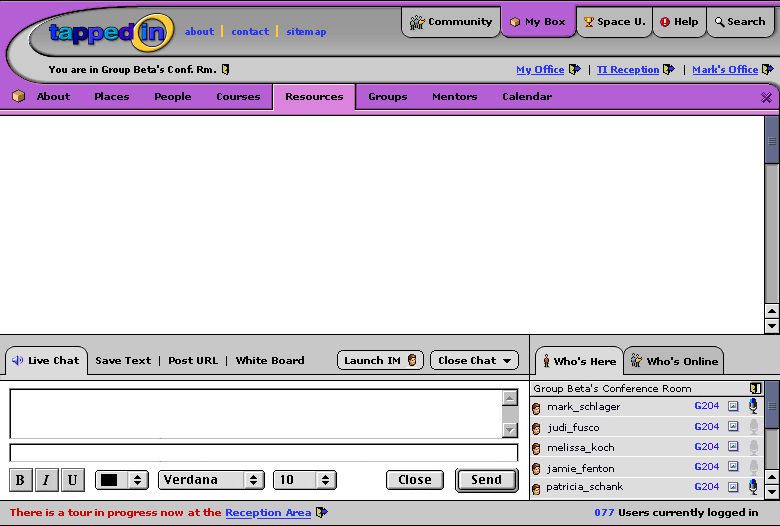 tapped in
about | contact | sitemap
Community
My Box
Space U.
Help
Search
You are in Group Beta's Conf. Rm.
My Office | TI Reception | Mark's Office
About Places People Courses Resources Groups Mentors Calendar
Live Chat
Save Text | Post URL | White Board
Launch IM
Close Chat
Who's Here
Who's Online
Group Beta's Conference Room
mark_schlager G204
judi_fusco G204
melissa_koch G204
jamie_fenton G204
patricia_schank G204
B I U
Verdana
10
Close
Send
There is a tour in progress now at the Reception Area
077 Users currently logged in